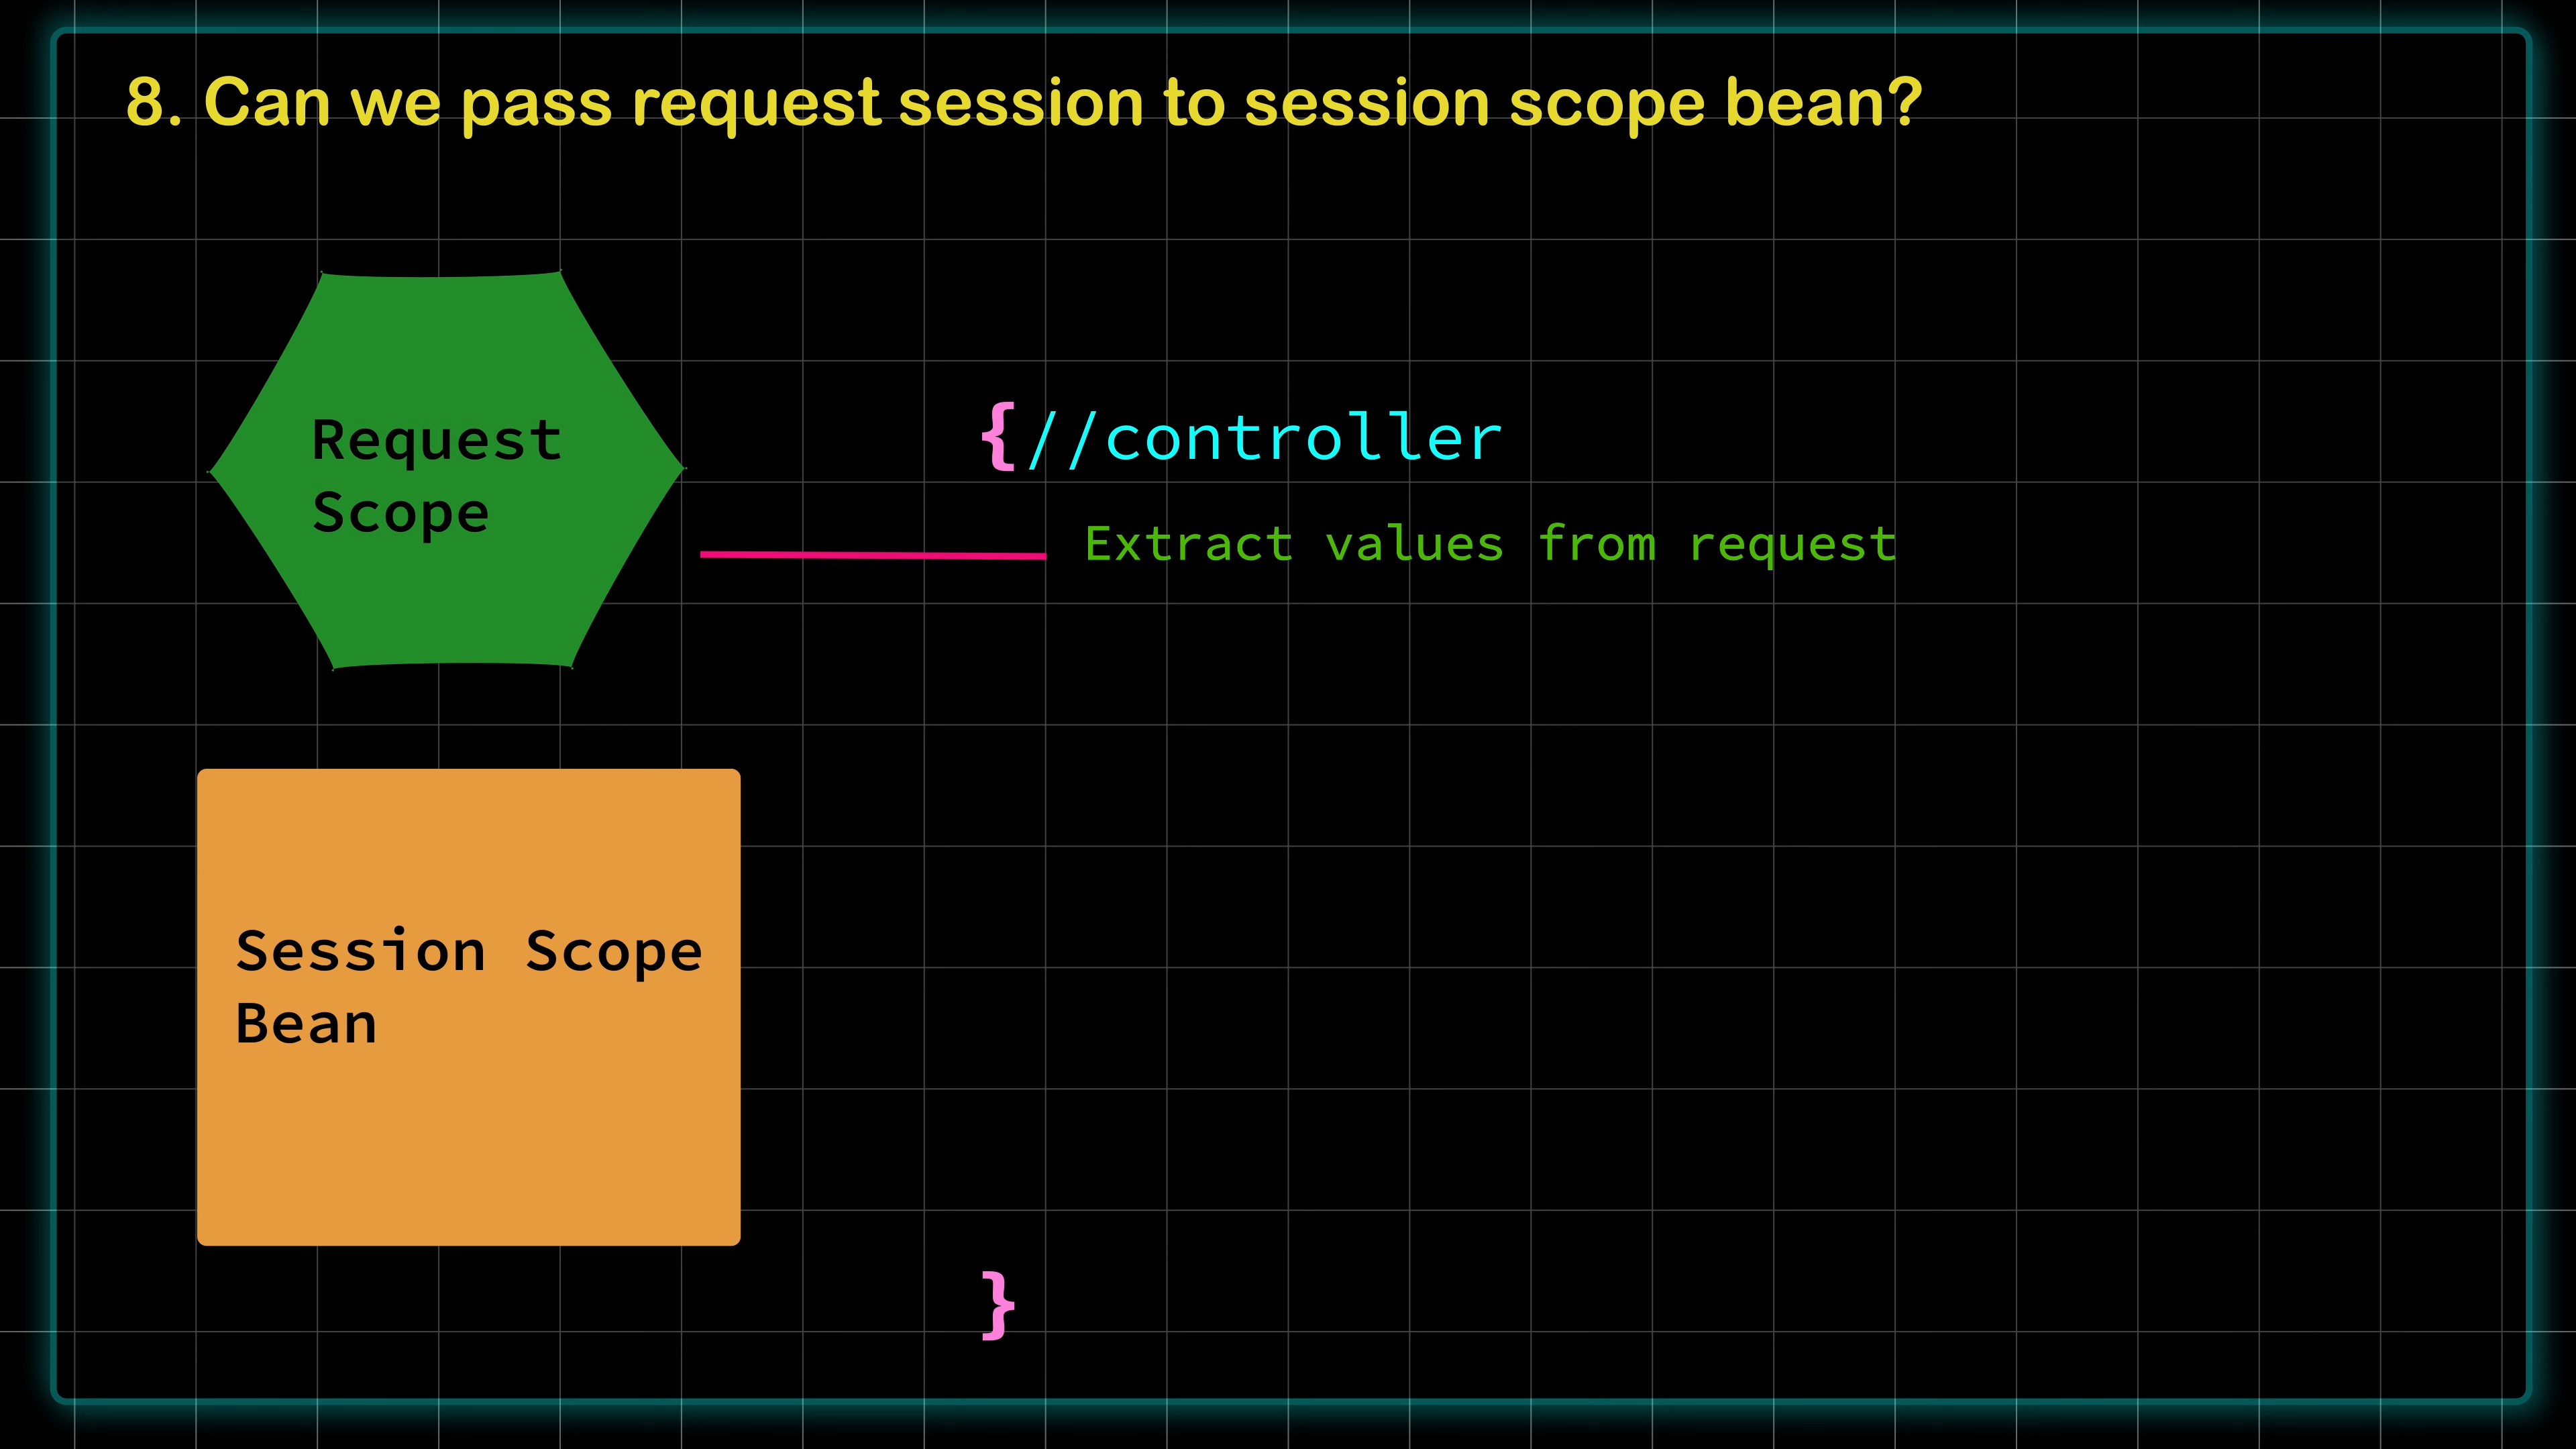 8. Can we pass request session to session scope bean?
Request
Scope
{//controller
Extract values from request
Session Scope
Bean
}